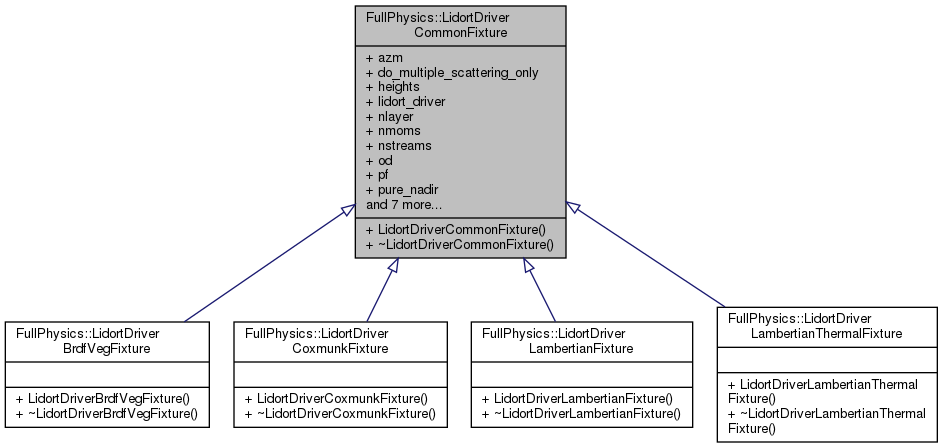 FullPhysics::LidortDriver
CommonFixture
+ azm
+ do_multiple_scattering_only
+ heights
+ lidort_driver
+ nlayer
+ nmoms
+ nstreams
+ od
+ pf
+ pure_nadir
and 7 more...
+ LidortDriverCommonFixture()
+ ~LidortDriverCommonFixture()
FullPhysics::LidortDriver
BrdfVegFixture
+ LidortDriverBrdfVegFixture()
+ ~LidortDriverBrdfVegFixture()
FullPhysics::LidortDriver
CoxmunkFixture
+ LidortDriverCoxmunkFixture()
+ ~LidortDriverCoxmunkFixture()
FullPhysics::LidortDriver
LambertianFixture
+ LidortDriverLambertianFixture()
+ ~LidortDriverLambertianFixture()
FullPhysics::LidortDriver
LambertianThermalFixture
+ LidortDriverLambertianThermal
Fixture()
+ ~LidortDriverLambertianThermal
Fixture()